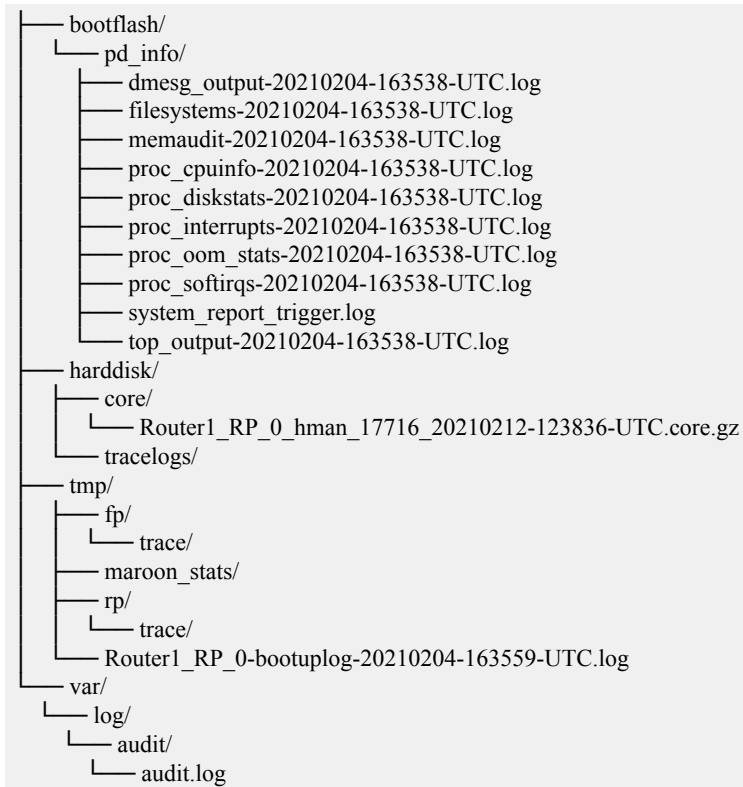 bootflash/
pd_info/
dmesg_output-20210204-163538-UTC.log
filesystems-20210204-163538-UTC.log
memaudit-20210204-163538-UTC.log
proc_cpuinfo-20210204-163538-UTC.log
proc_diskstats-20210204-163538-UTC.log
proc_interrupts-20210204-163538-UTC.log
proc_oom_stats-20210204-163538-UTC.log
proc_softirqs-20210204-163538-UTC.log
system_report_trigger.log
top_output-20210204-163538-UTC.log
harddisk/
core/
Router1_RP_0_hman_17716_20210212-123836-UTC.core.gz
tracelogs/
tmp/
fp/
trace/
maroon_stats/
rp/
trace/
Router1_RP_0-bootuplog-20210204-163559-UTC.log
var/
log/
audit/
audit.log